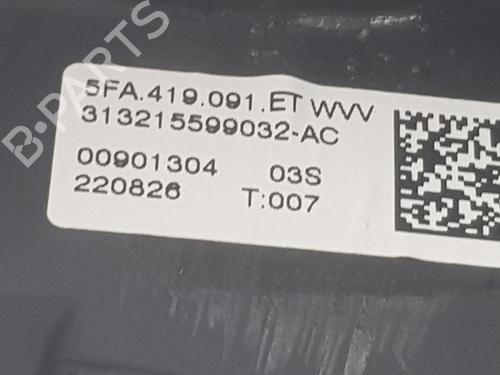 5FA.419.091.ET WVV
313215599032-AC
00901304 03S
220826 T:007
B-PARTS